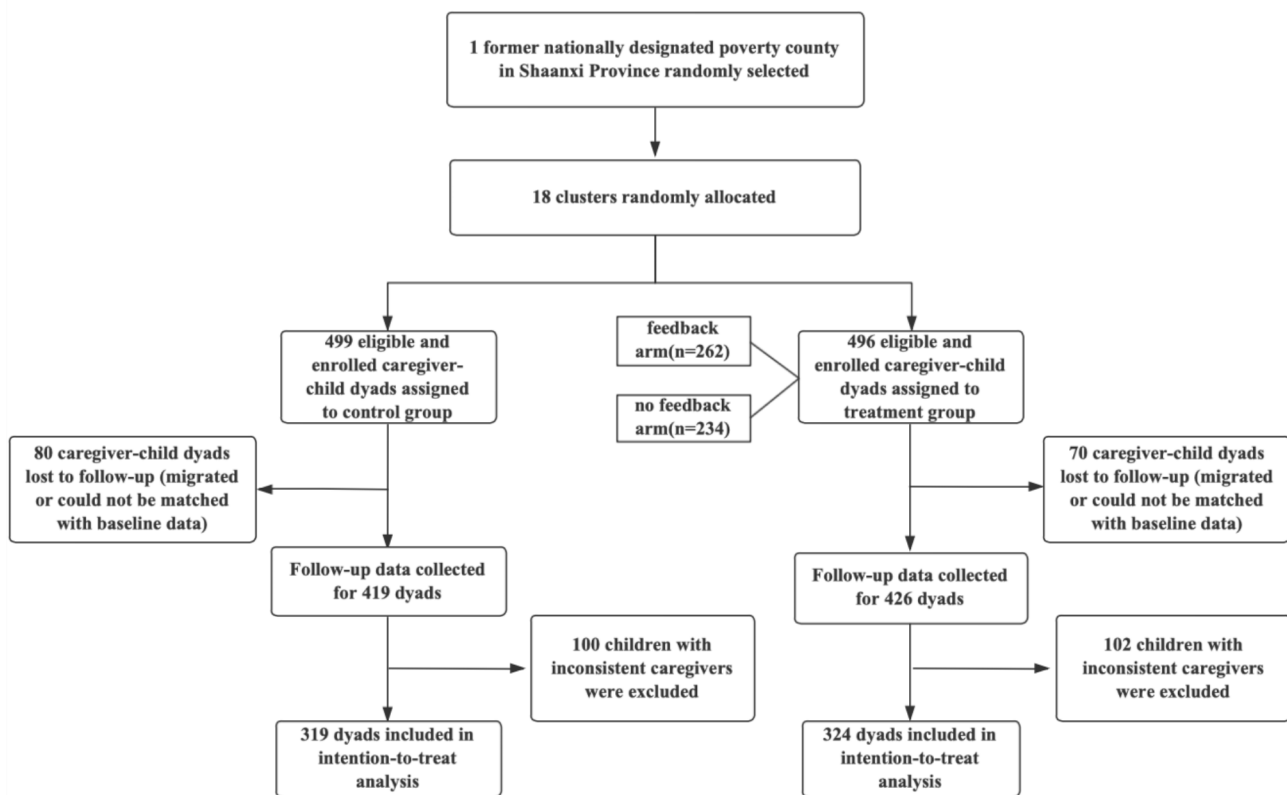 1 former nationally designated poverty county
in Shaanxi Province randomly selected
18 clusters randomly allocated
499 eligible and
enrolled caregiver-
child dyads assigned
to control group
feedback
arm(n=262)
no feedback
arm(n=234)
496 eligible and
enrolled caregiver-child
dyads assigned to
treatment group
80 caregiver-child dyads
lost to follow-up (migrated
or could not be matched
with baseline data)
70 caregiver-child dyads
lost to follow-up (migrated
or could not be matched
with baseline data)
Follow-up data collected
for 419 dyads
Follow-up data collected
for 426 dyads
100 children with
inconsistent caregivers
were excluded
102 children with
inconsistent caregivers
were excluded
319 dyads included in
intention-to-treat
analysis
324 dyads included in
intention-to-treat
analysis